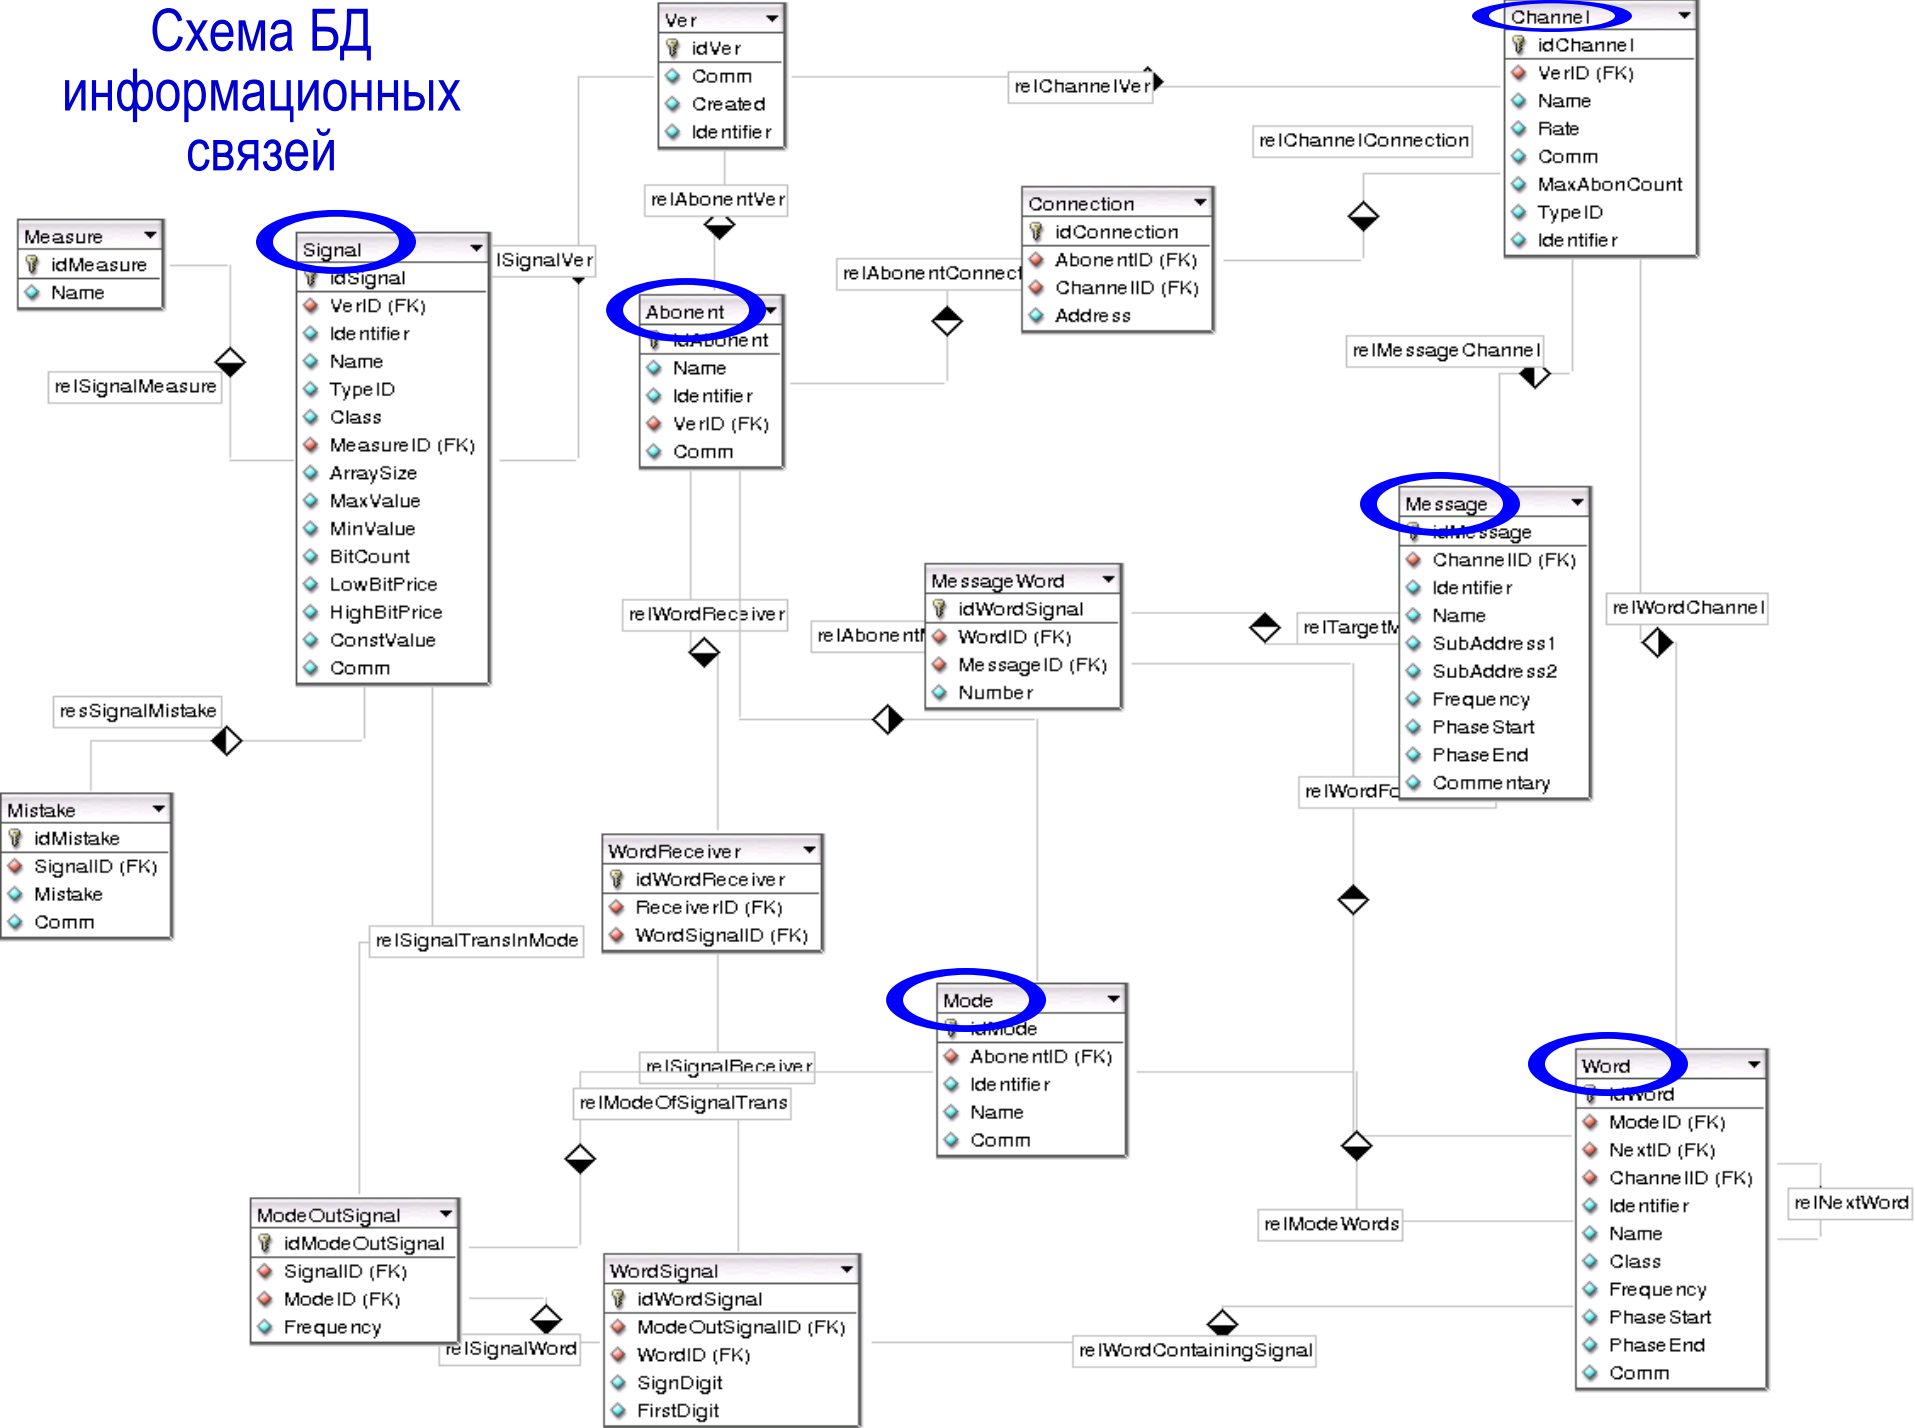 Схема БД
информационных
связей
Ver
idVer
Comm
Created
Identifier
Channel
idChannel
VerID (FK)
Name
Rate
Comm
MaxAbonCount
TypeID
Identifier
relChannelVer
relChannelConnection
relAbonentVer
Connection
idConnection
AbonentID (FK)
ChannelID (FK)
Address
Measure
idMeasure
Name
Signal
idSignal
VerID (FK)
Identifier
Name
TypeID
Class
MeasureID (FK)
ArraySize
MaxValue
MinValue
BitCount
LowBitPrice
HighBitPrice
ConstValue
Comm
lSignalVer
relAbonentConnect
Abonent
idAbonent
Name
Identifier
VerID (FK)
Comm
relSignalMeasure
relMessageChannel
Message
idMessage
ChannelID (FK)
Identifier
Name
SubAddress1
SubAddress2
Frequency
PhaseStart
PhaseEnd
Commentary
MessageWord
idWordSignal
WordID (FK)
MessageID (FK)
Number
relWordReceiver
relAbonentM
relTargetM
relWordChannel
resSignalMistake
relWordFo
Mistake
idMistake
SignalID (FK)
Mistake
Comm
WordReceiver
idWordReceiver
ReceiverID (FK)
WordSignalID (FK)
relSignalTransInMode
Mode
idMode
AbonentID (FK)
Identifier
Name
Comm
relSignalReceiver
relModeOfSignalTrans
Word
idWord
ModeID (FK)
NextID (FK)
ChannelID (FK)
Identifier
Name
Class
Frequency
PhaseStart
PhaseEnd
Comm
relNextWord
relModeWords
ModeOutSignal
idModeOutSignal
SignalID (FK)
ModeID (FK)
Frequency
relSignalWord
WordSignal
idWordSignal
ModeOutSignalID (FK)
WordID (FK)
SignDigit
FirstDigit
relWordContainingSignal